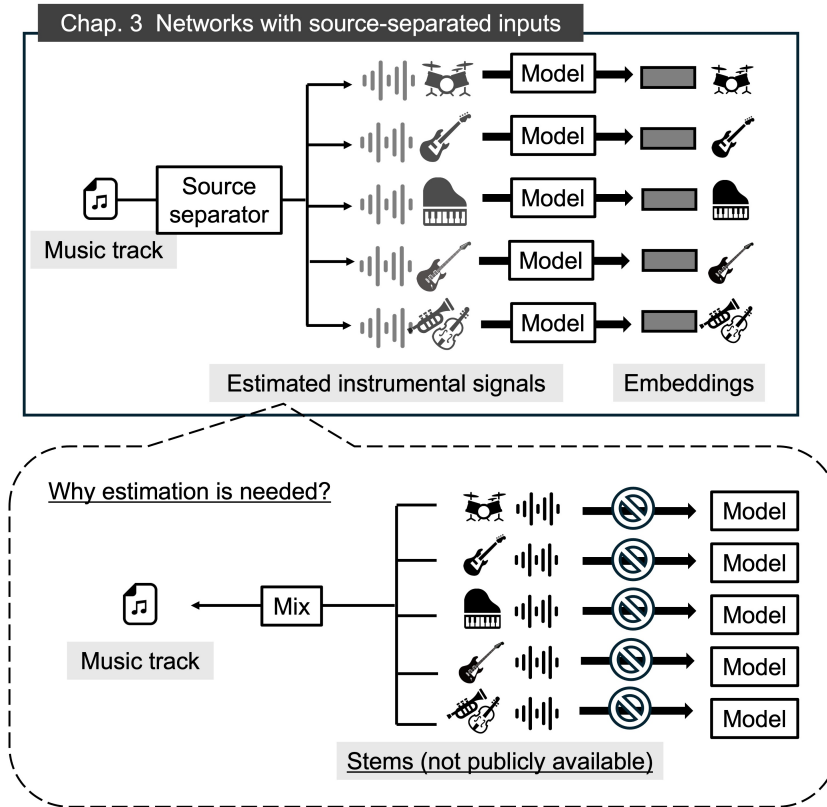 Chap. 3 Networks with source-separated inputs
Model
Model
Source
separator
Model
Music track
Model
Model
Estimated instrumental signals
Embeddings
Why estimation is needed?
Model
Model
Mix
Model
Music track
Model
Model
Stems (not publicly available)